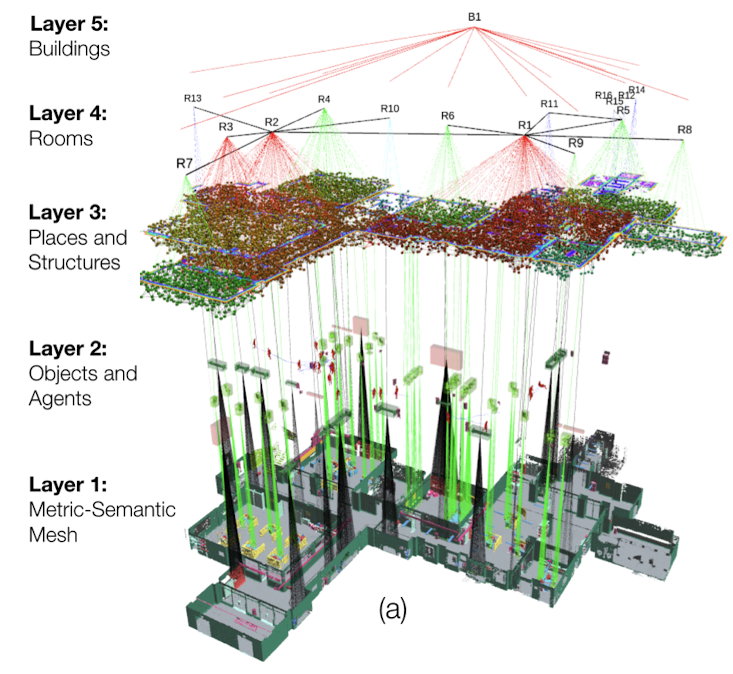 Layer 5:
Buildings
B1
Layer 4:
Rooms
R13
R4
R10
R3
R2
R7
R6
R1
R11
R9
R16
R15
R12
R14
R5
R8
Layer 3:
Places and
Structures
Layer 2:
Objects and
Agents
Layer 1:
Metric-Semantic
Mesh
(a)